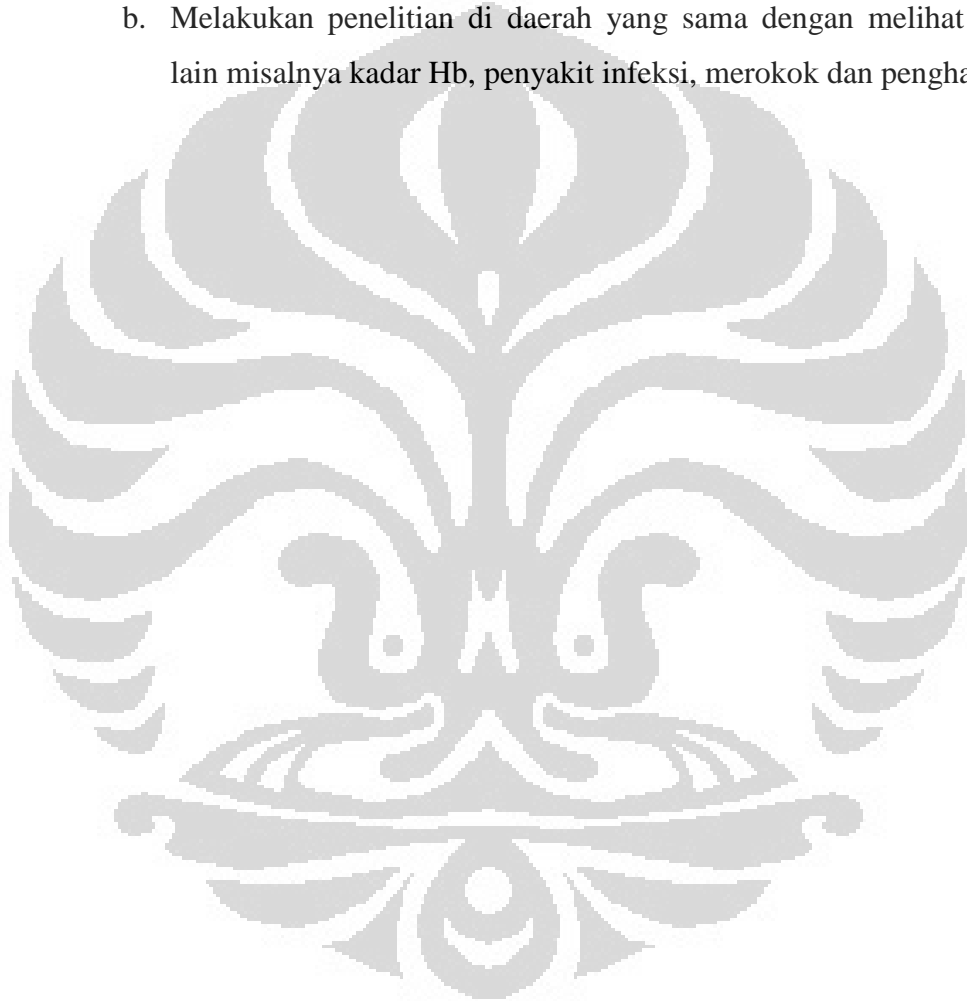 b. Melakukan penelitian di daerah yang sama dengan melihat
lain misalnya kadar Hb, penyakit infeksi, merokok dan